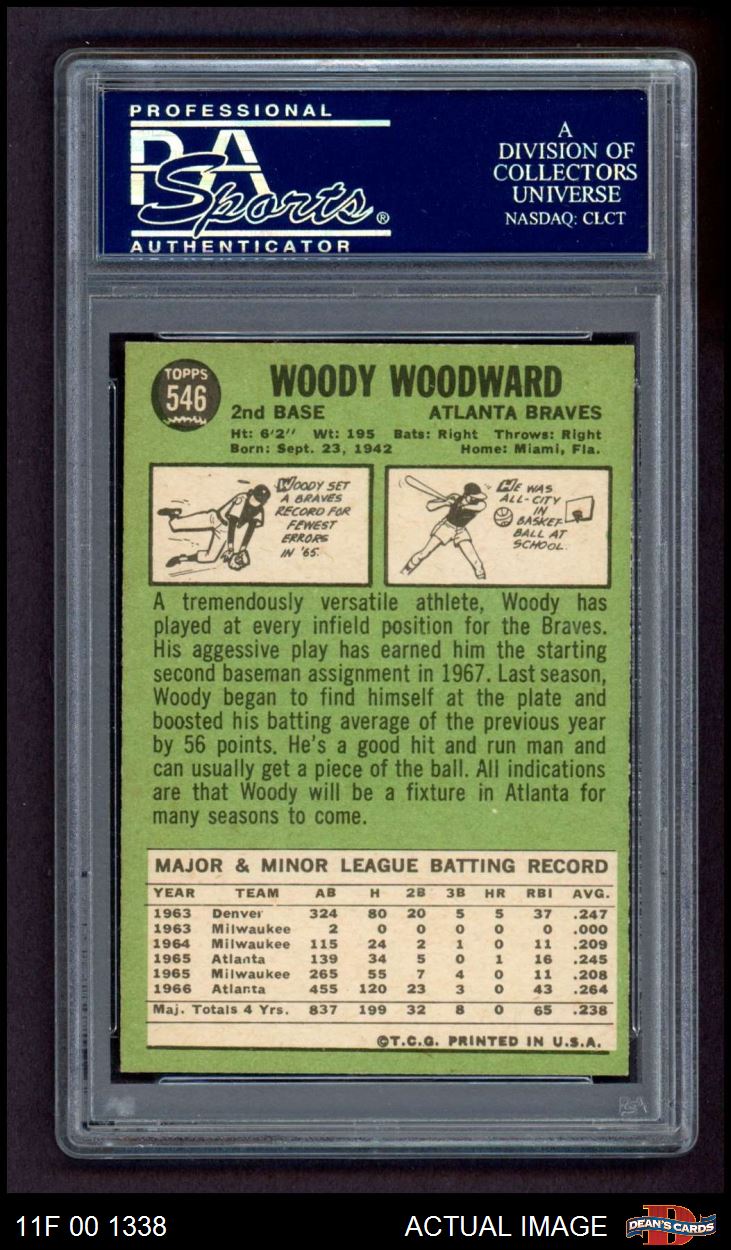 PROFESSIONAL
PSA
Sports®
AUTHENTICATOR
A
DIVISION OF
COLLECTORS
UNIVERSE
NASDAQ: CLCT
TOPPS
546
WOODY WOODWARD
2nd BASE ATLANTA BRAVES
Ht: 6'2" Wt: 195 Bats: Right Throws: Right
Born: Sept. 23, 1942 Home: Miami, Fla.
WOODY SET
A BRAVES
RECORD FOR
FEWEST
ERRORS
IN '65.
HE WAS
ALL-CITY
IN
BASKET-
BALL AT
SCHOOL.
A tremendously versatile athlete, Woody has
played at every infield position for the Braves.
His aggressive play has earned him the starting
second baseman assignment in 1967. Last season,
Woody began to find himself at the plate and
boosted his batting average of the previous year
by 56 points. He's a good hit and run man and
can usually get a piece of the ball. All indications
are that Woody will be a fixture in Atlanta for
many seasons to come.
MAJOR & MINOR LEAGUE BATTING RECORD
YEAR TEAM AB H 2B 3B HR RBI AVG.
1963 Denver 324 80 20 5 5 37 .247
1963 Milwaukee 2 0 0 0 0 0 .000
1964 Milwaukee 115 24 2 1 0 11 .209
1965 Atlanta 139 34 5 0 1 16 .245
1965 Milwaukee 265 55 7 4 0 11 .208
1966 Atlanta 455 120 23 3 0 43 .264
Maj. Totals 4 Yrs. 837 199 32 8 0 65 .238
©T.C.G. PRINTED IN U.S.A.
PSA
11F 00 1338 ACTUAL IMAGE DEAN'S CARDS